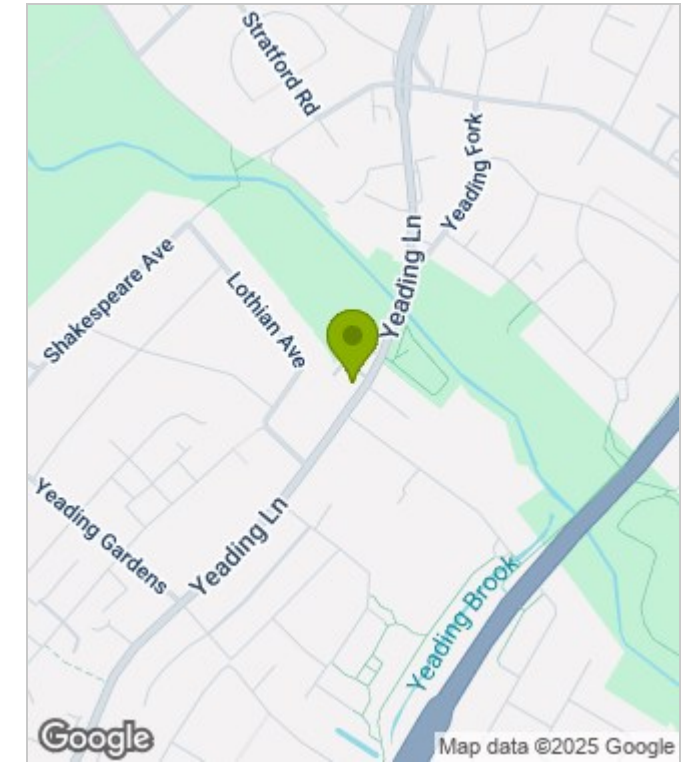 Stratford Rd
Yeading Fork
Yeading Ln
Shakespeare Ave
Lothian Ave
Yeading Gardens
Yeading Ln
Yeading Brook
Google
Map data ©2025 Google